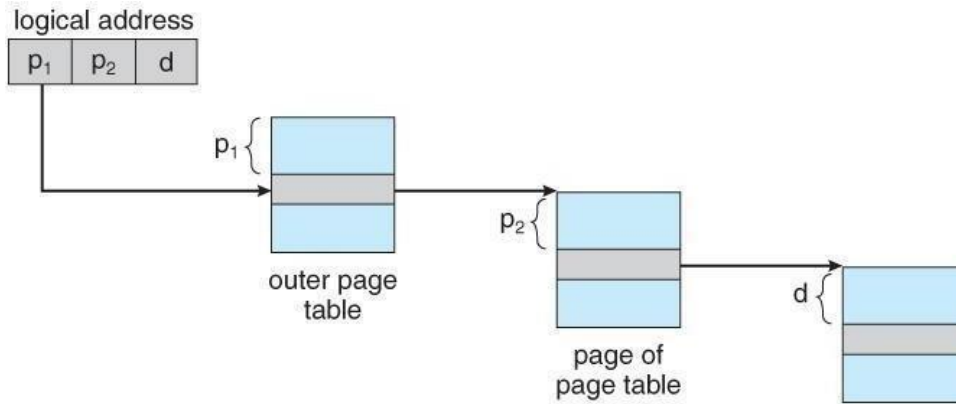 logical address
p₁ p₂ d
p₁
outer page
table
p₂
page of
page table
d